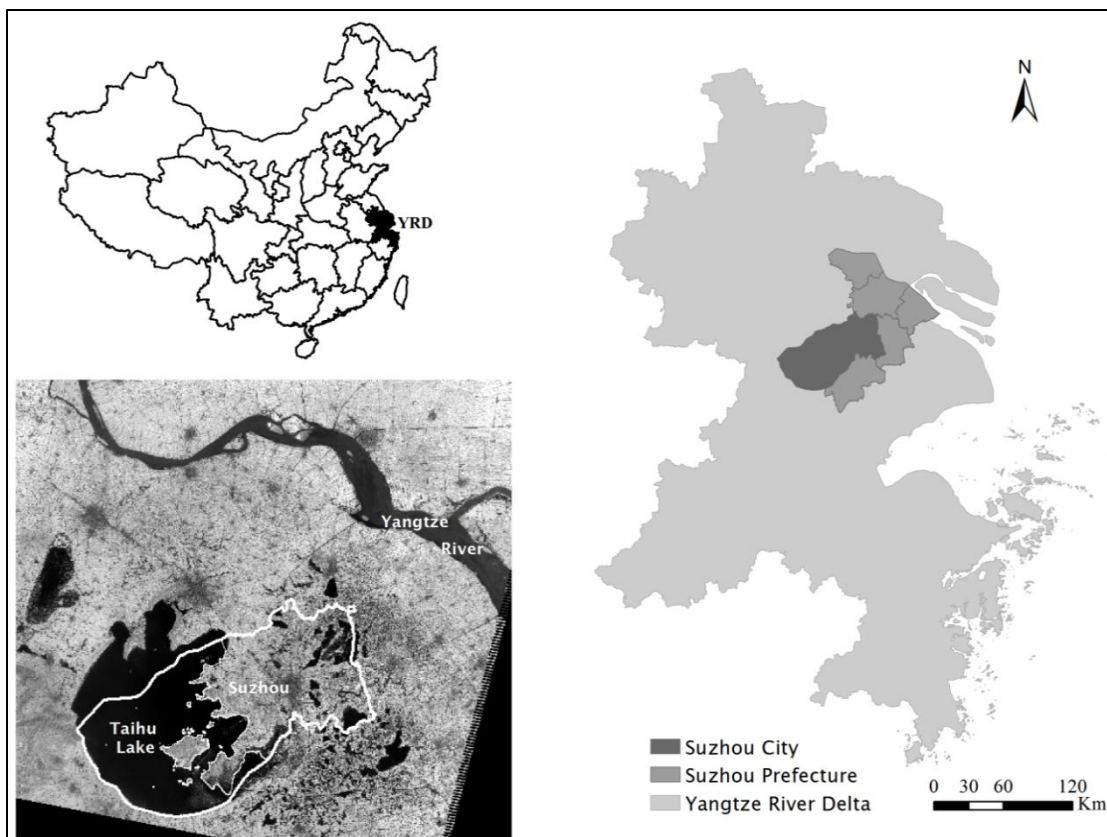 YRD
N
Yangtze
River
Suzhou
Taihu
Lake
Suzhou City
Suzhou Prefecture
Yangtze River Delta
0 30 60 120
Km